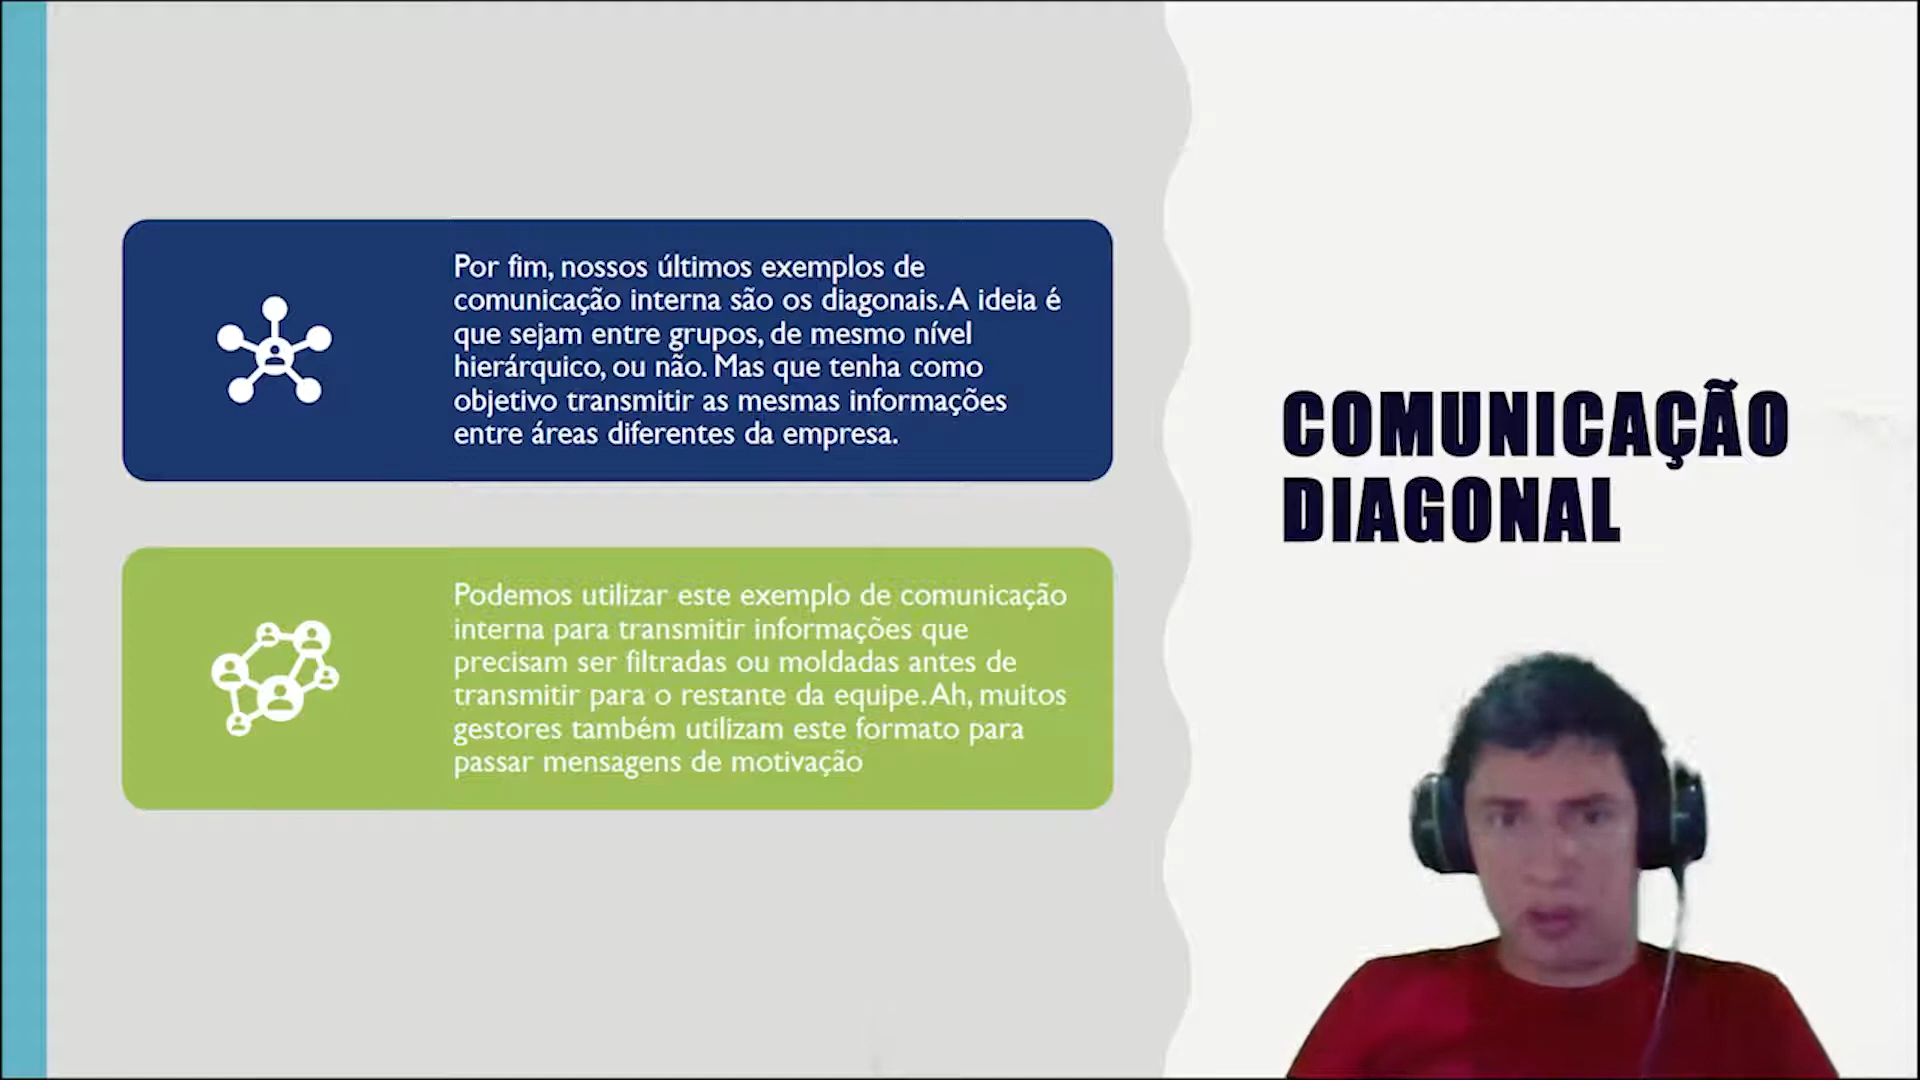 Por fim, nossos últimos exemplos de
comunicação interna são os diagonais. A ideia é
que sejam entre grupos, de mesmo nível
hierárquico, ou não. Mas que tenha como
objetivo transmitir as mesmas informações
entre áreas diferentes da empresa.
Podemos utilizar este exemplo de comunicação
interna para transmitir informações que
precisam ser filtradas ou moldadas antes de
transmitir para o restante da equipe. Ah, muitos
gestores também utilizam este formato para
passar mensagens de motivação
COMUNICAÇÃO
DIAGONAL